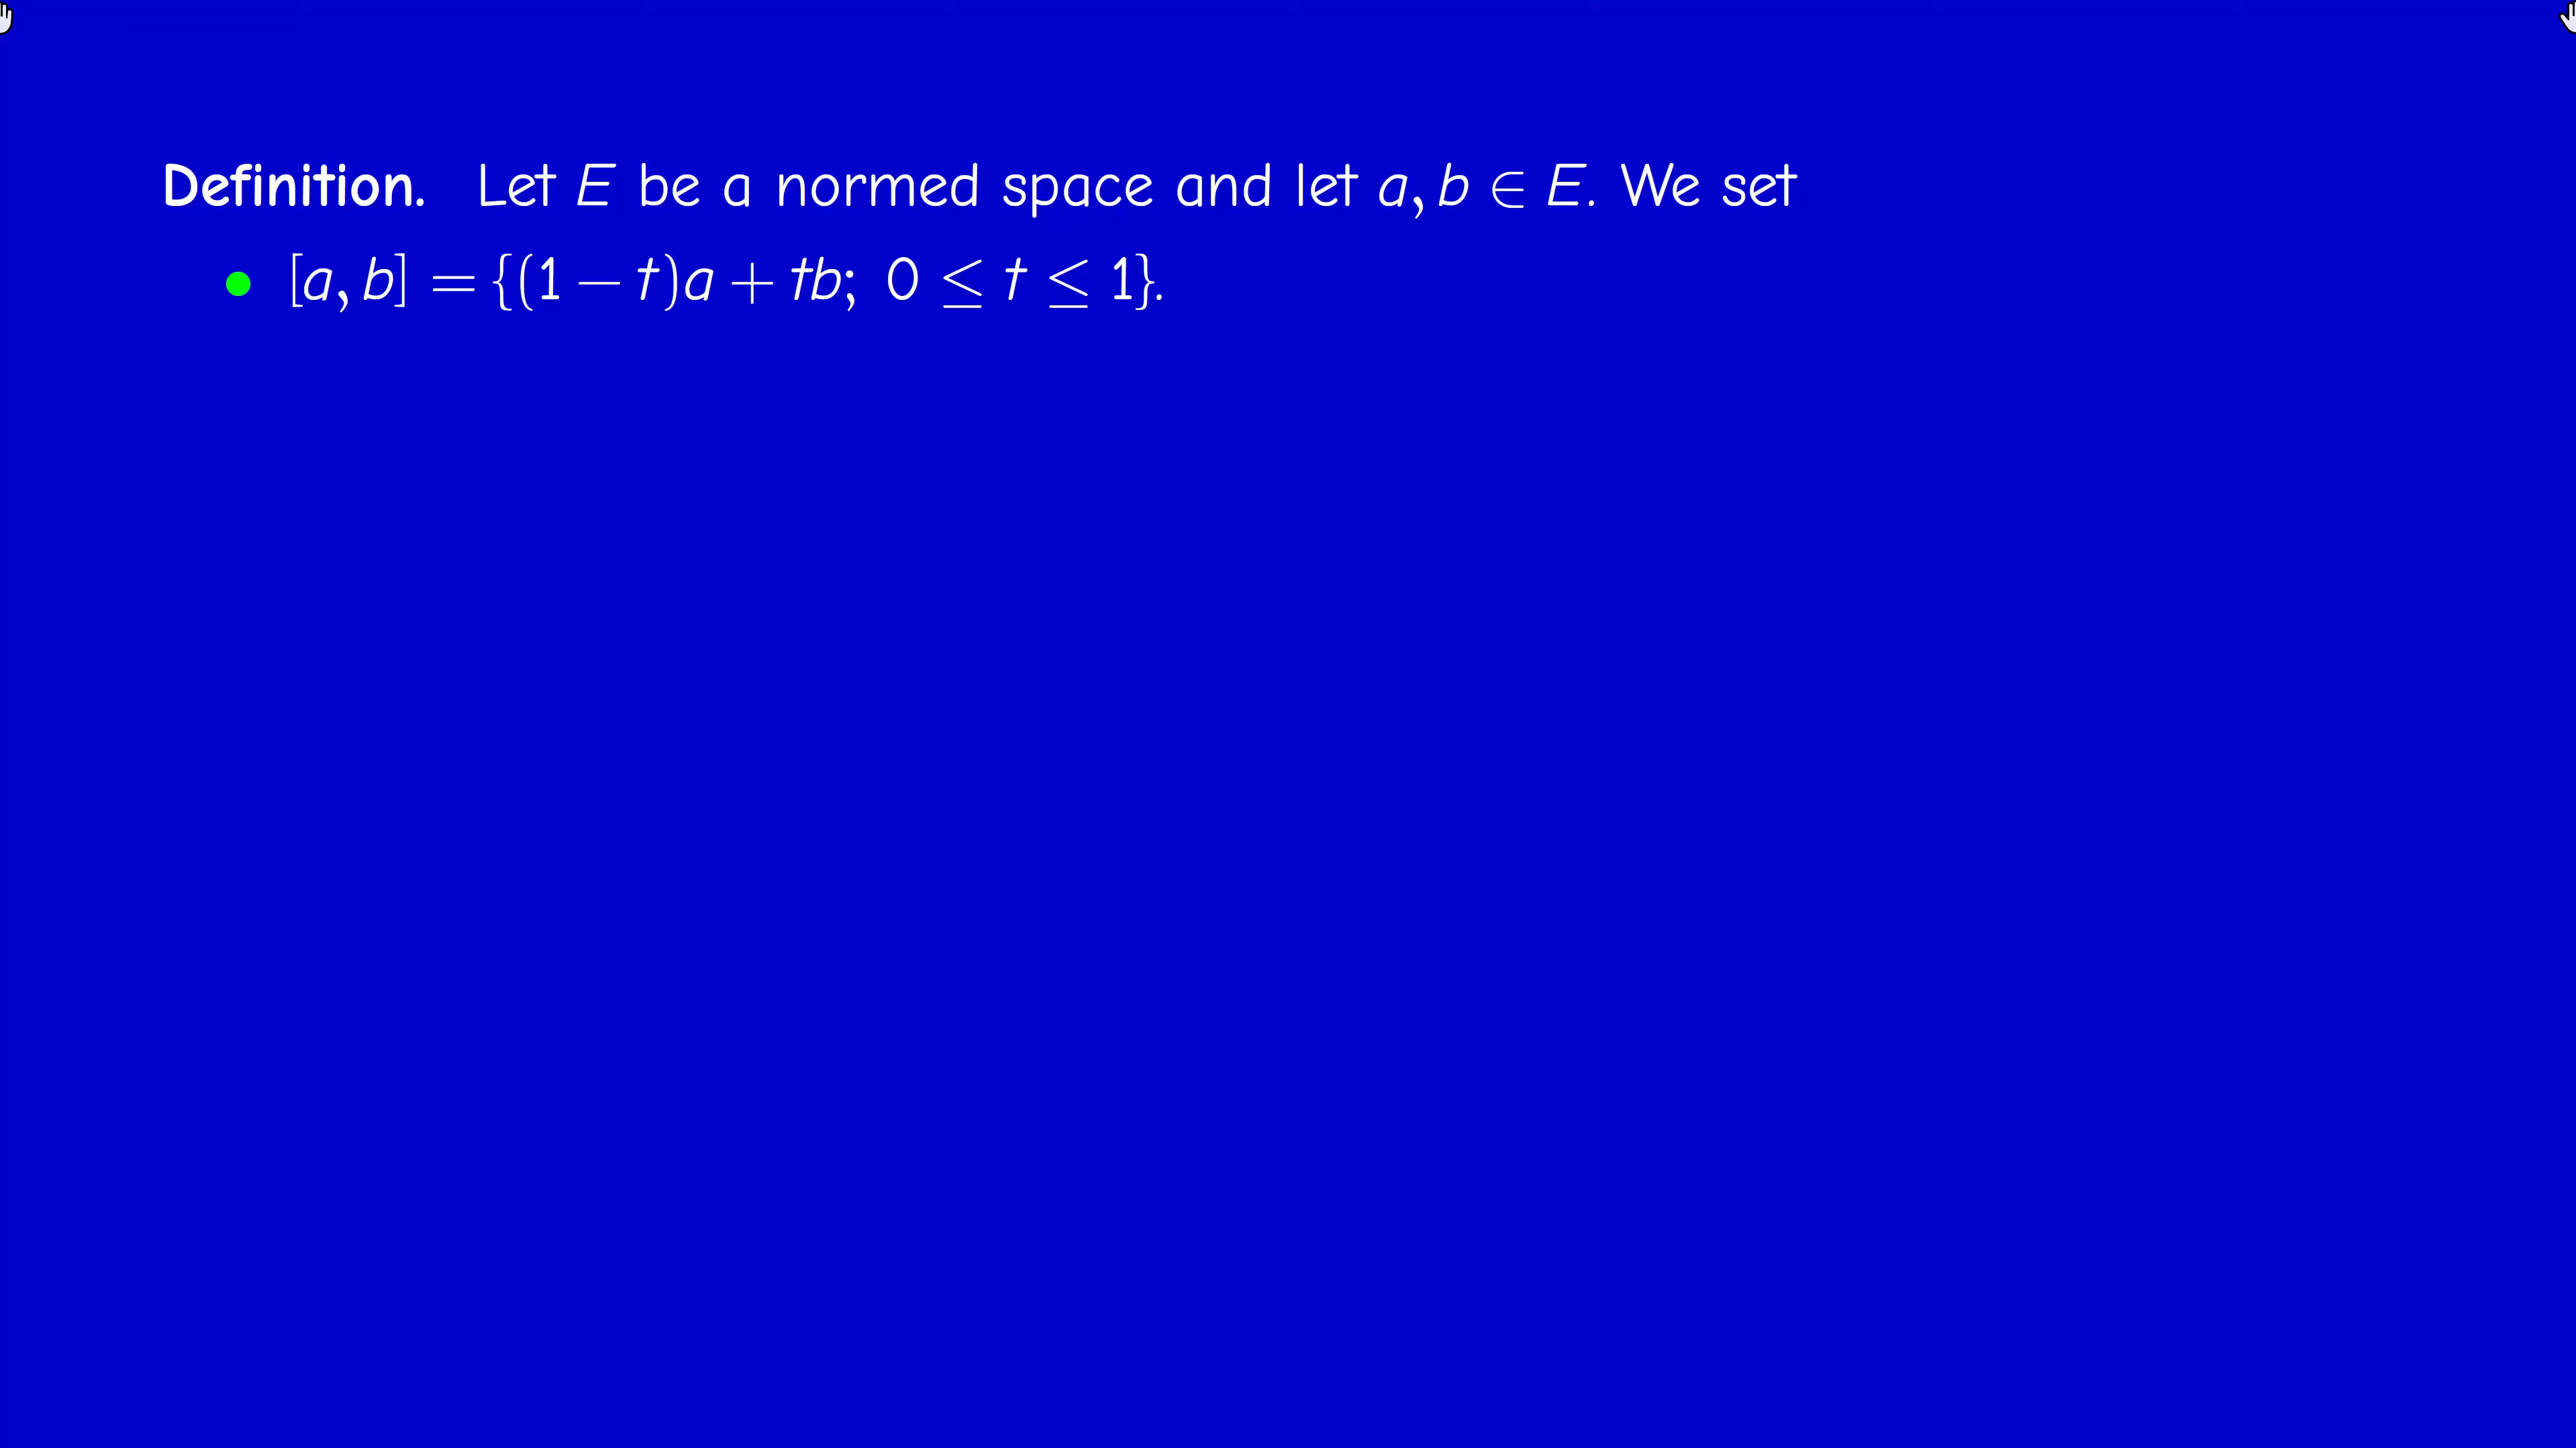 Definition. Let E be a normed space and let a, b ∈ E. We set
• [a, b] = {(1 − t)a + tb; 0 ≤ t ≤ 1}.